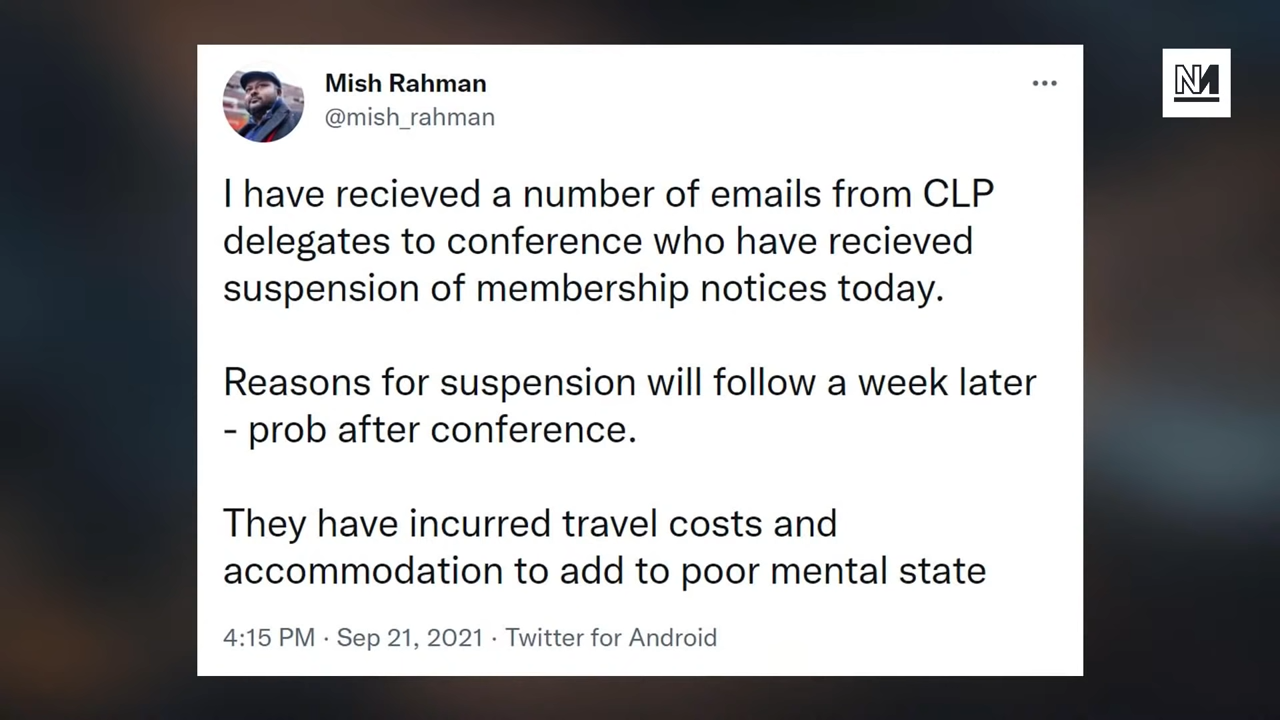 Mish Rahman
@mish_rahman
I have recieved a number of emails from CLP
delegates to conference who have recieved
suspension of membership notices today.
Reasons for suspension will follow a week later
- prob after conference.
They have incurred travel costs and
accommodation to add to poor mental state
4:15 PM · Sep 21, 2021 · Twitter for Android
NM